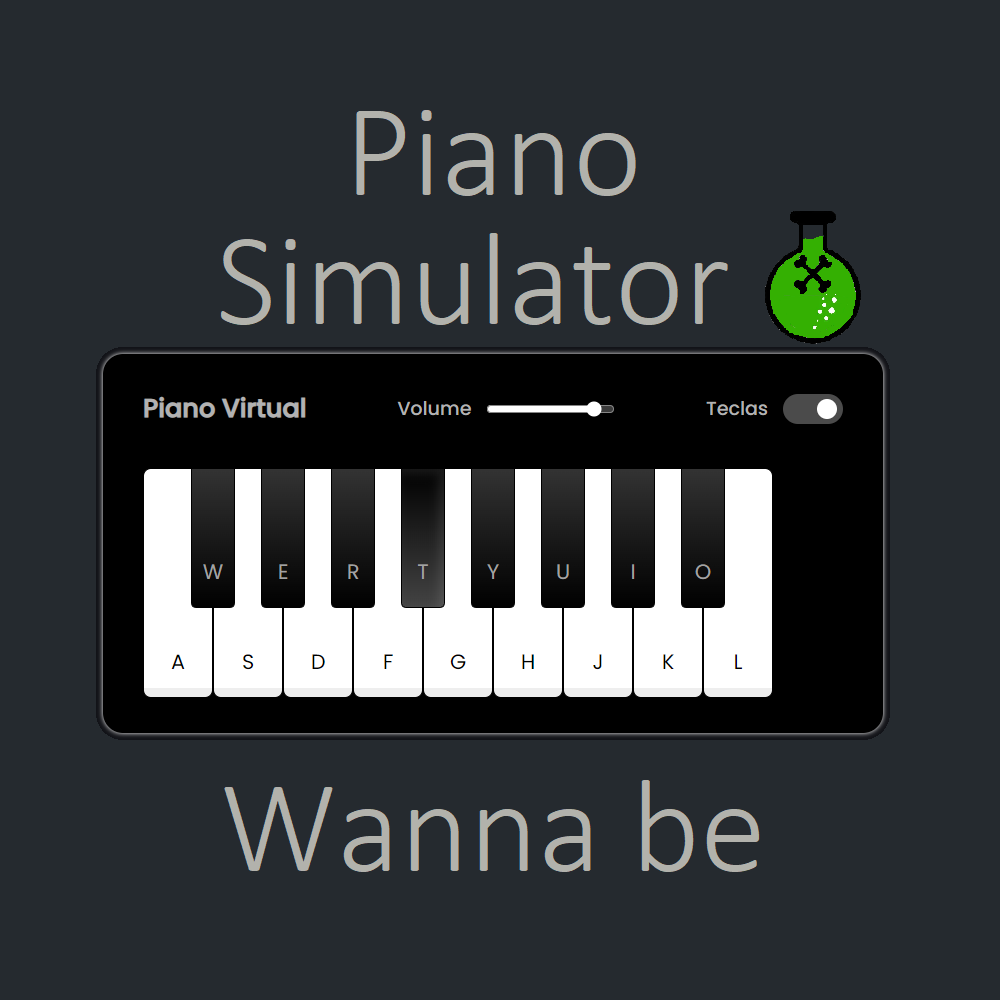 Piano
Simulator
Piano Virtual Volume Teclas
W E R T Y U I O
A S D F G H J K L
Wanna be